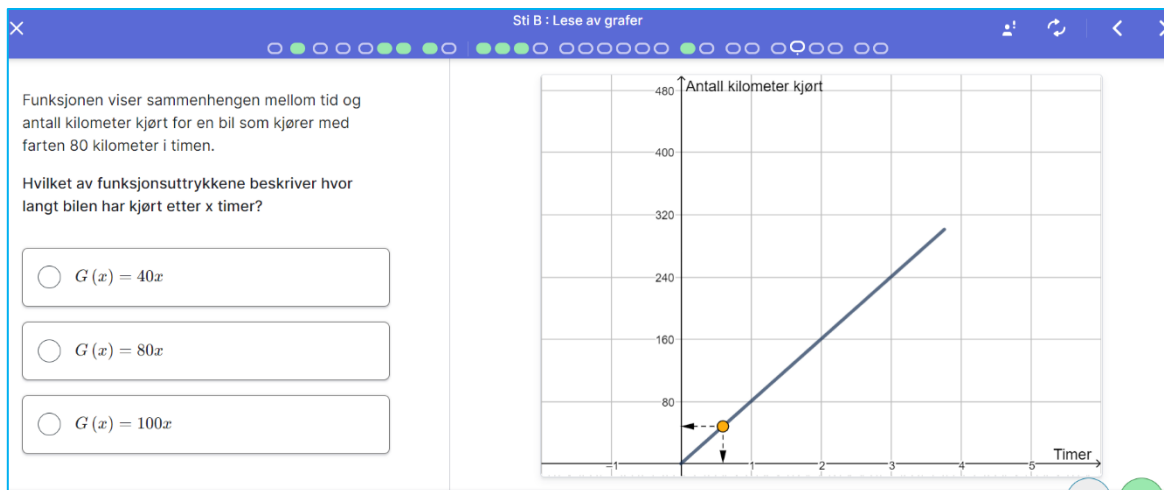 Sti B : Lese av grafer
Funksjonen viser sammenhengen mellom tid og
antall kilometer kjørt for en bil som kjører med
farten 80 kilometer i timen.
Hvilket av funksjonsuttrykkene beskriver hvor
langt bilen har kjørt etter x timer?
G (x) = 40x
G (x) = 80x
G (x) = 100x
Antall kilometer kjørt
480
400
320
240
160
80
Timer
−1 1 2 3 4 5